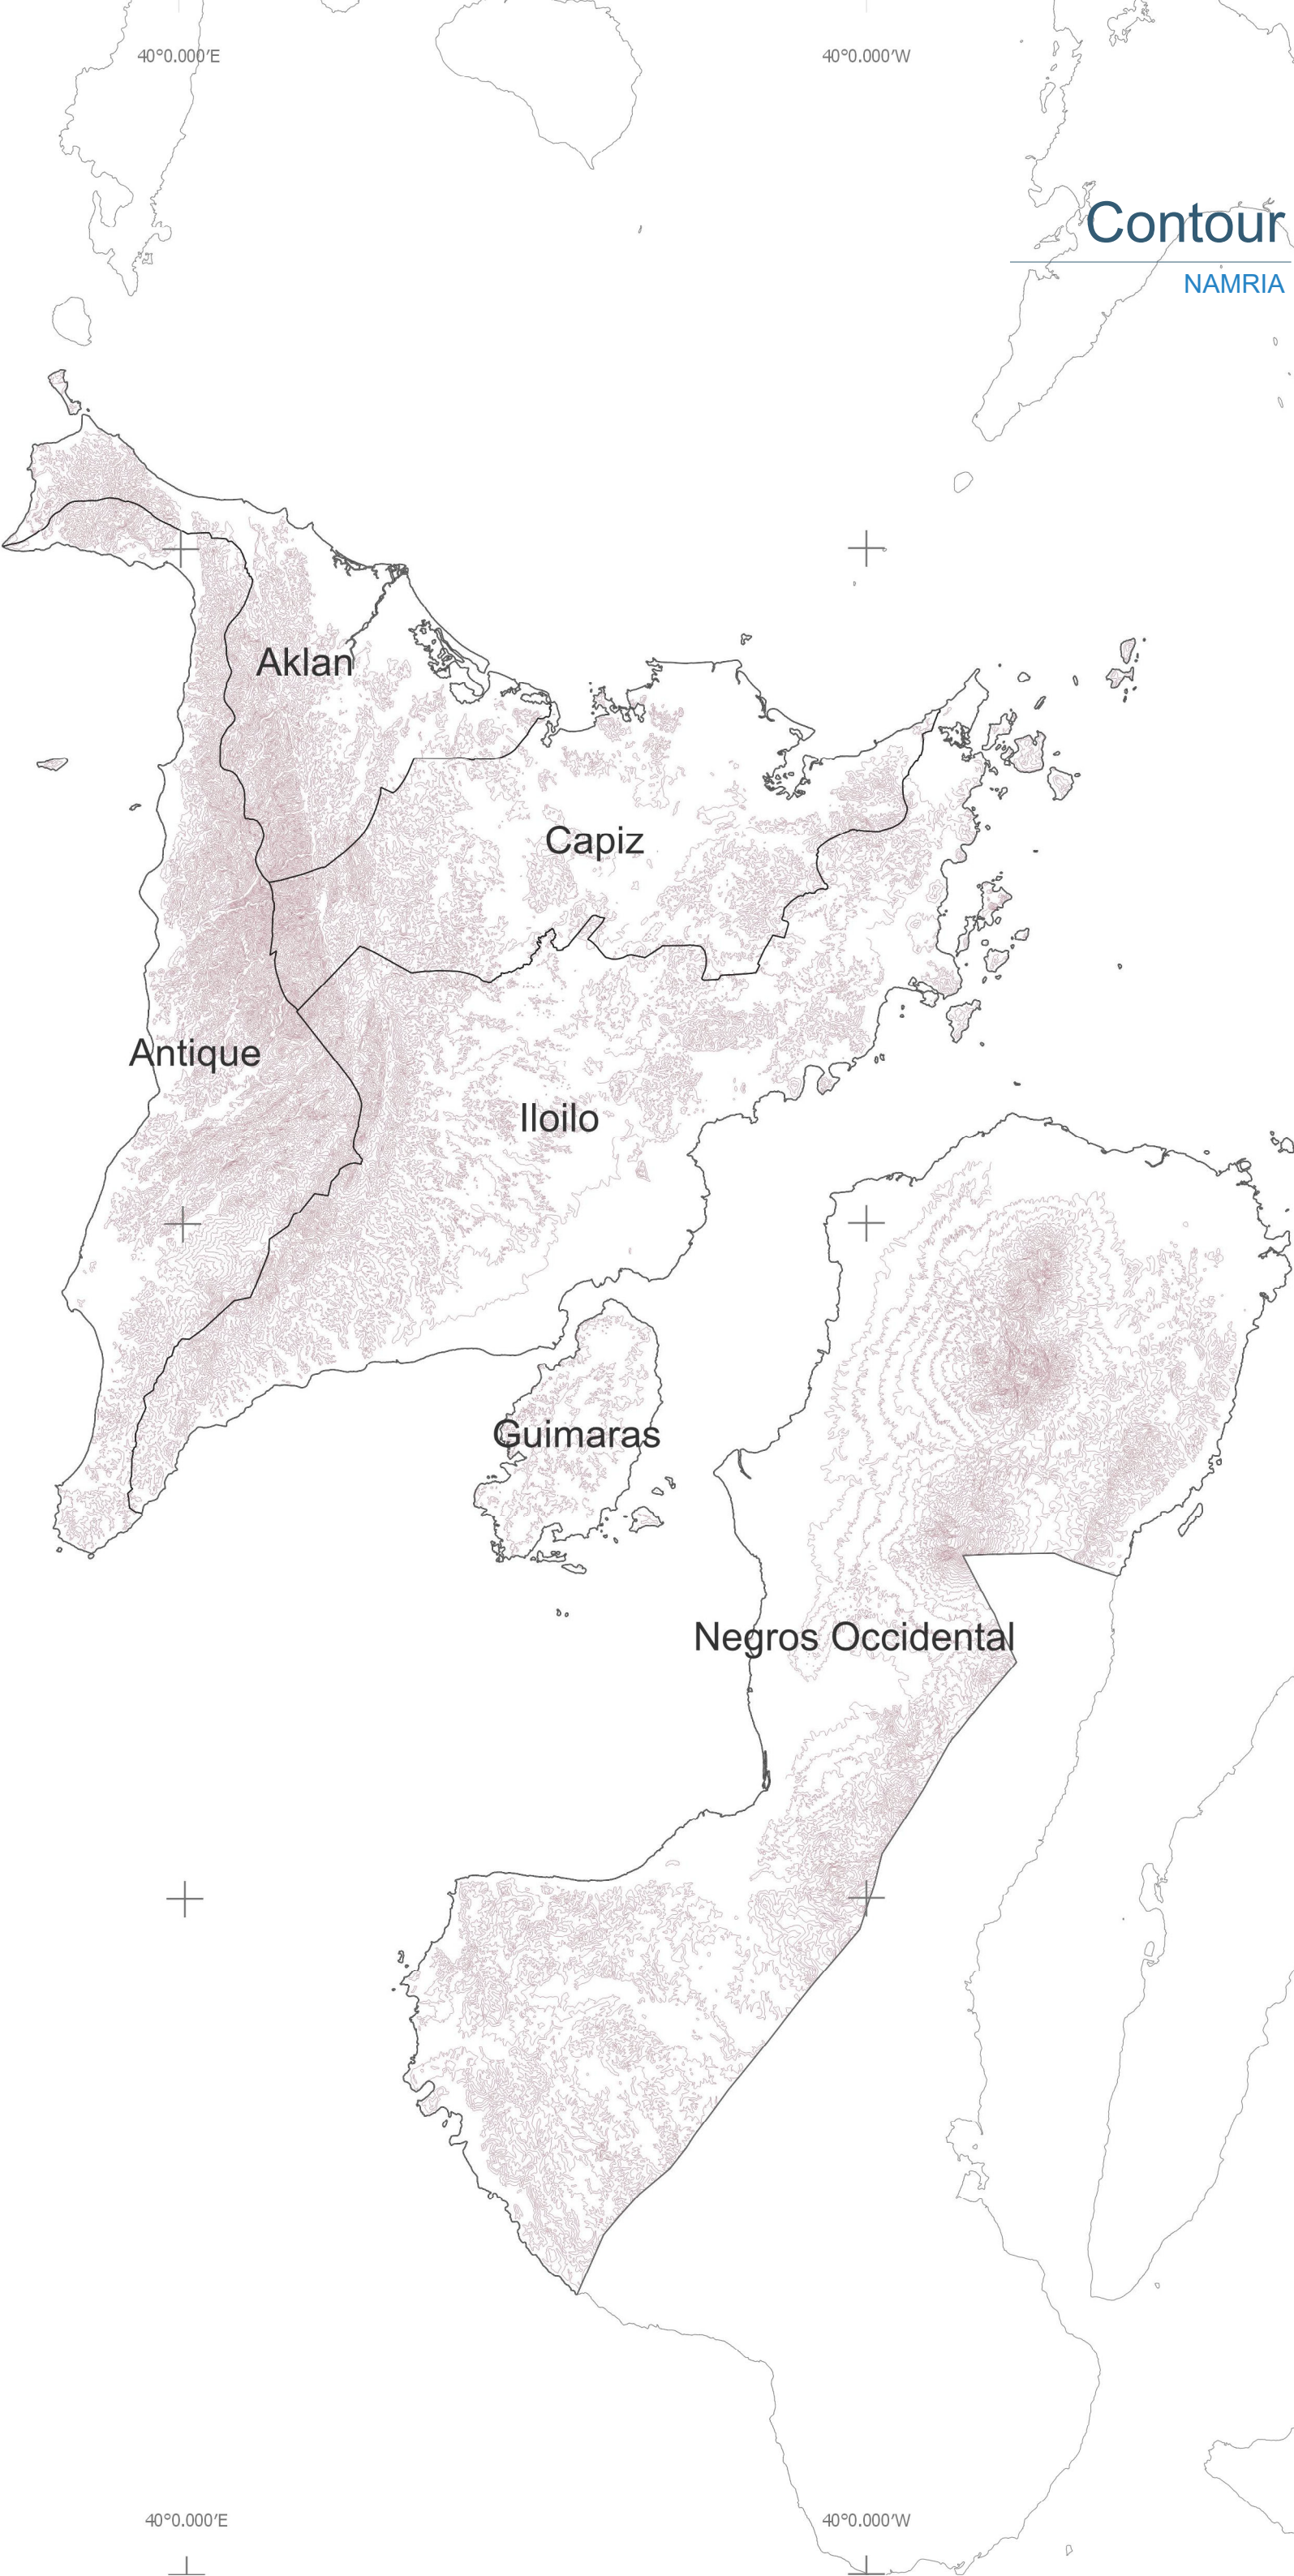 40°0.000'E
40°0.000'W
Contour
NAMRIA
Aklan
Capiz
Antique
Iloilo
Guimaras
Negros Occidental
40°0.000'E
40°0.000'W